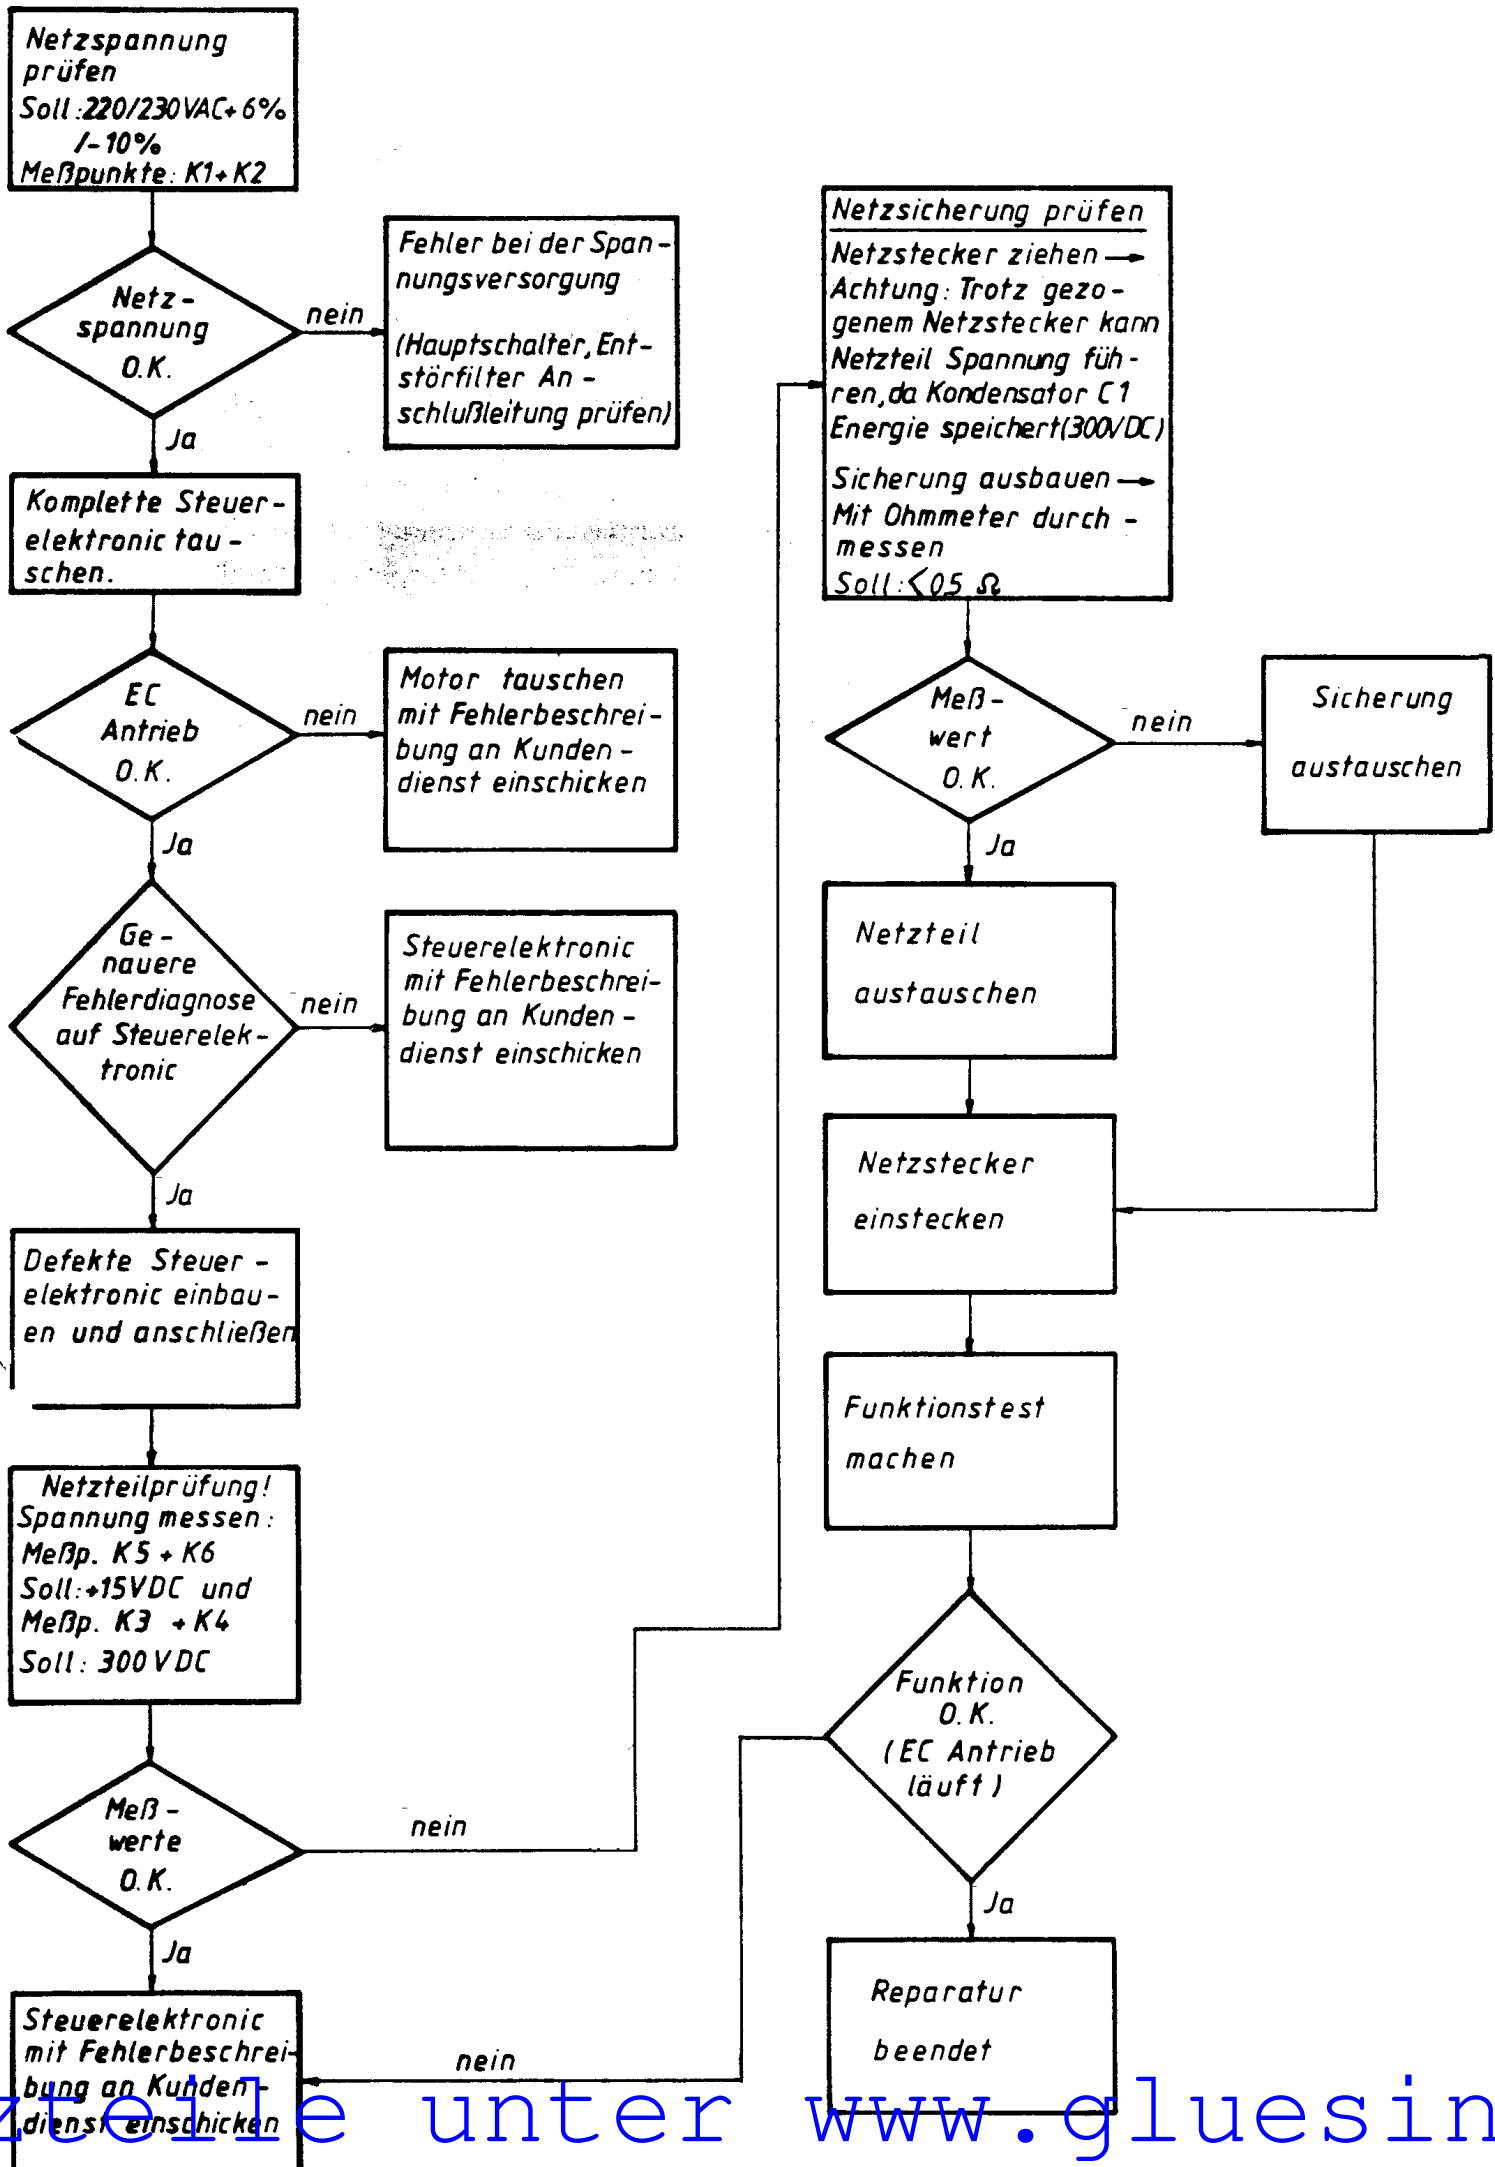 Netzspannung
prüfen
Soll:220/230VAC+6%
/-10%
Meßpunkte: K1+K2
Netz-
spannung
O.K.
nein
Fehler bei der Span-
nungsversorgung
(Hauptschalter, Ent-
störfilter An-
schlußleitung prüfen)
Ja
Komplette Steuer-
elektronic tau-
schen.
EC
Antrieb
O.K.
nein
Motor tauschen
mit Fehlerbeschrei-
bung an Kunden-
dienst einschicken
Ja
Ge-
nauere
Fehlerdiagnose
auf Steuerelek-
tronic
nein
Steuerelektronic
mit Fehlerbeschrei-
bung an Kunden-
dienst einschicken
Ja
Defekte Steuer-
elektronic einbau-
en und anschließen
Netzteilprüfung!
Spannung messen:
Meßp. K5 + K6
Soll:+15VDC und
Meßp. K3 + K4
Soll: 300 VDC
Meß-
werte
O.K.
nein
Ja
Steuerelektronic
mit Fehlerbeschrei-
bung an Kunden-
dienst einschicken
Netzsicherung prüfen
Netzstecker ziehen →
Achtung: Trotz gezo-
genem Netzstecker kann
Netzteil Spannung füh-
ren, da Kondensator C1
Energie speichert(300VDC)
Sicherung ausbauen →
Mit Ohmmeter durch-
messen
Soll: <0,5 Ω
Meß-
wert
O.K.
nein
Sicherung
austauschen
Ja
Netzteil
austauschen
Netzstecker
einstecken
Funktionstest
machen
Funktion
O.K.
(EC Antrieb
läuft)
nein
Ja
Reparatur
beendet
zteile unter www.gluesin